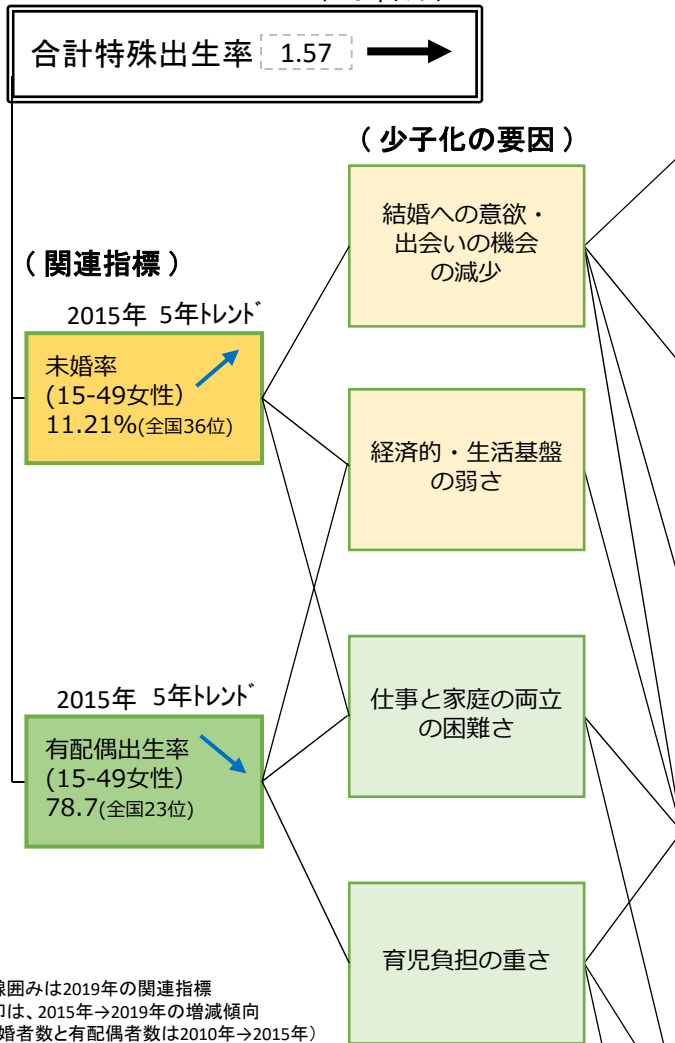 合計特殊出生率 1.57
（ 少子化の要因 ）
結婚への意欲・
出会いの機会
の減少
（ 関連指標 ）
2015年 5年ﾄﾚﾝﾄﾞ
未婚率
(15-49女性)
11.21%(全国36位)
経済的・生活基盤
の弱さ
仕事と家庭の両立
の困難さ
2015年 5年ﾄﾚﾝﾄﾞ
有配偶出生率
(15-49女性)
78.7(全国23位)
育児負担の重さ
囲みは2019年の関連指標
は、2015年→2019年の増減傾向
婚者数と有配偶者数は2010年→2015年）